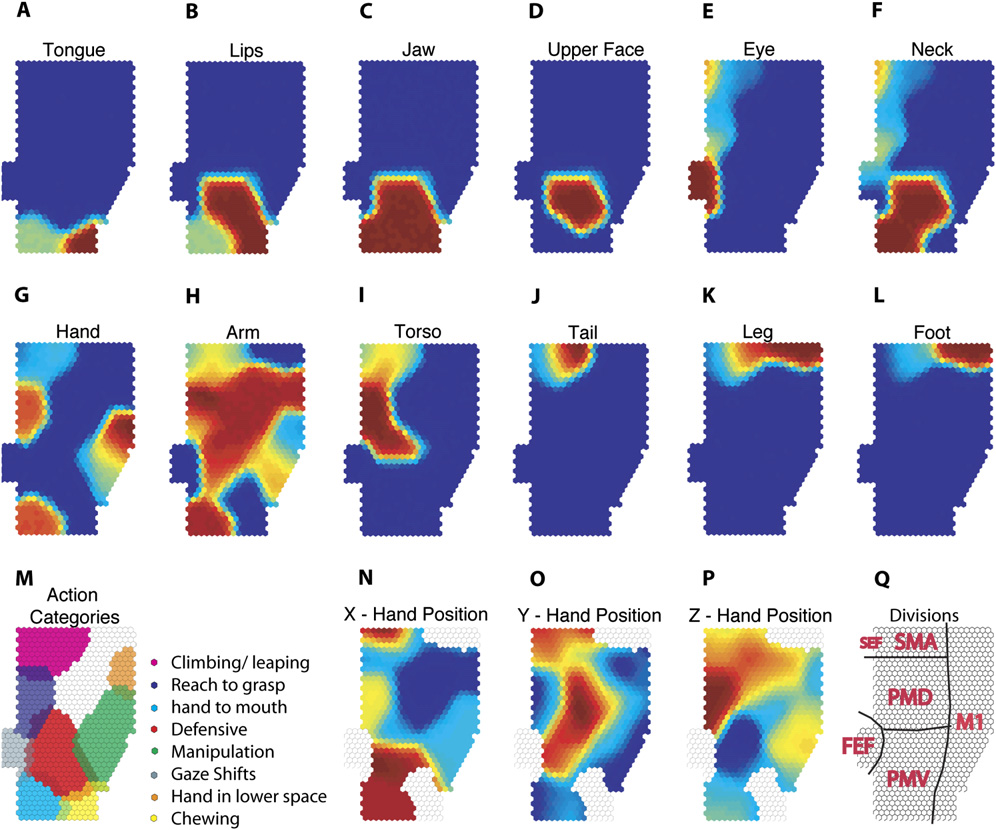 A B C D E F
Tongue Lips Jaw Upper Face Eye Neck
G H I J K L
Hand Arm Torso Tail Leg Foot
M N O P Q
Action
Categories
X - Hand Position Y - Hand Position Z - Hand Position Divisions
Climbing/ leaping
Reach to grasp
hand to mouth
Defensive
Manipulation
Gaze Shifts
Hand in lower space
Chewing
SEF SMA
PMD
M1
FEF
PMV